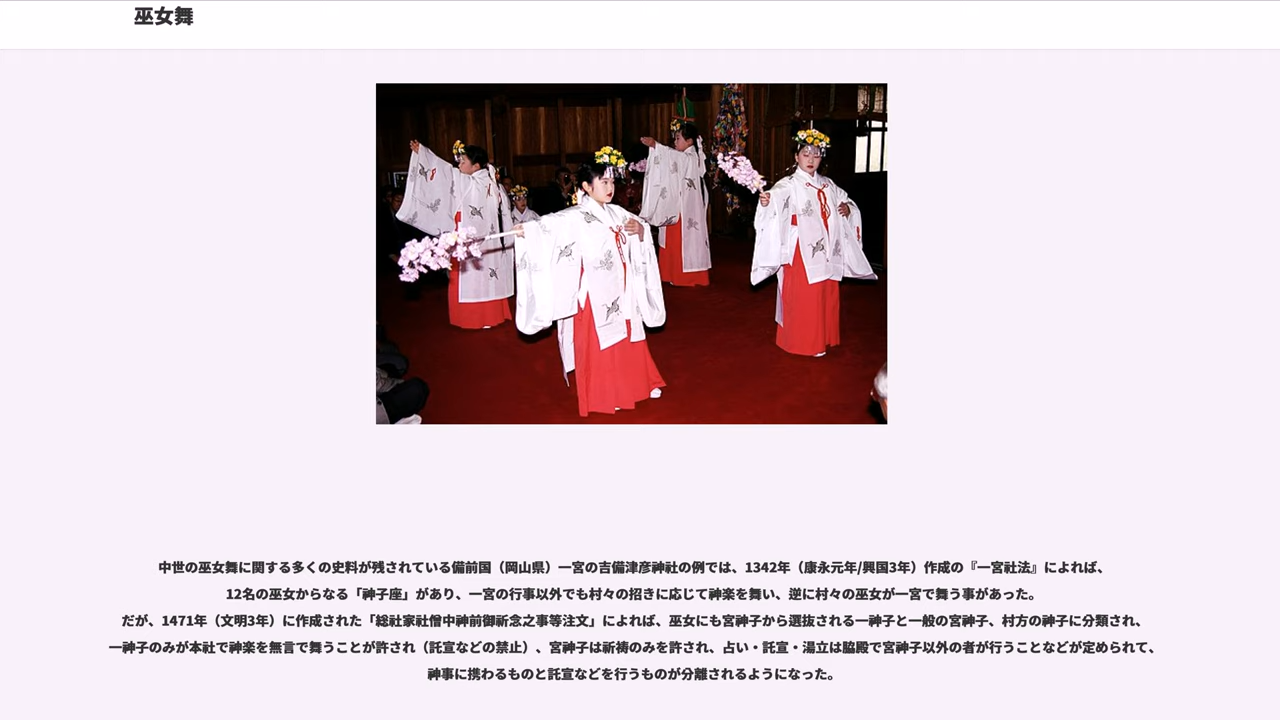 巫女舞
中世の巫女舞に関する多くの史料が残されている備前国（岡山県）一宮の吉備津彦神社の例では、1342年（康永元年/興国3年）作成の『一宮社法』によれば、
12名の巫女からなる「神子座」があり、一宮の行事以外でも村々の招きに応じて神楽を舞い、逆に村々の巫女が一宮で舞う事があった。
だが、1471年（文明3年）に作成された「総社家社僧中神前御祈念之事等注文」によれば、巫女にも宮神子から選抜される一神子と一般の宮神子、村方の神子に分類され、
一神子のみが本社で神楽を無言で舞うことが許され（託宣などの禁止）、宮神子は祈祷のみを許され、占い・託宣・湯立は脇殿で宮神子以外の者が行うことなどが定められて、
神事に携わるものと託宣などを行うものが分離されるようになった。